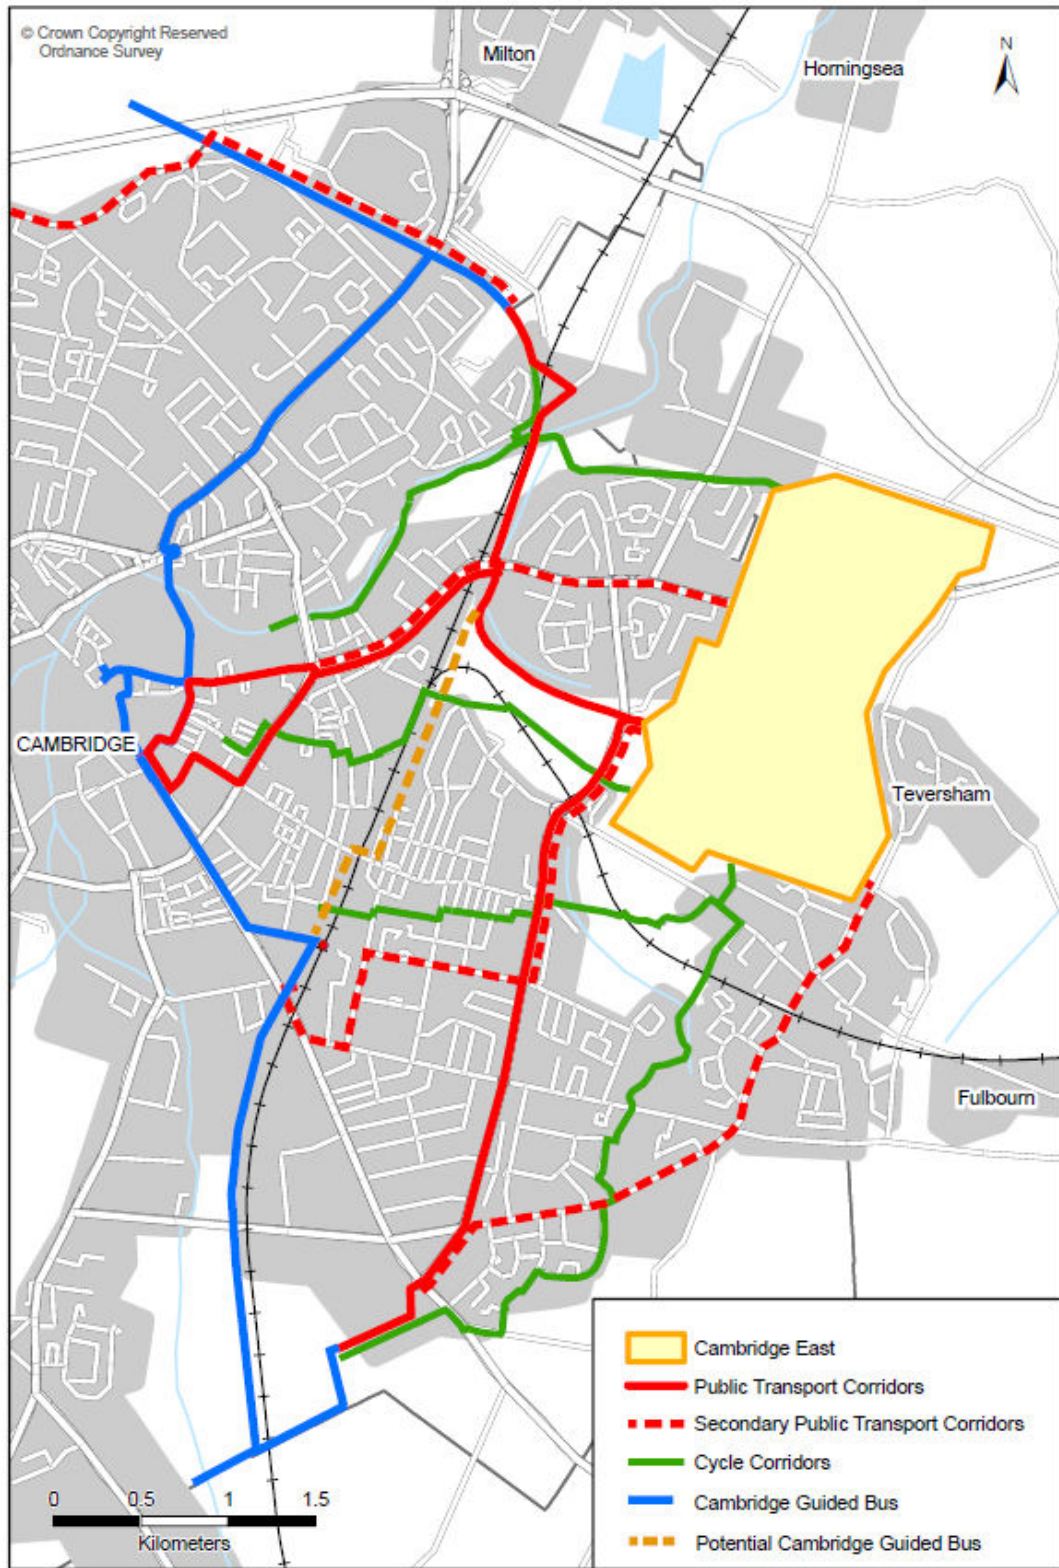 © Crown Copyright Reserved
Ordnance Survey
Milton
Horningsea
N
CAMBRIDGE
Teversham
Fulbourn
Cambridge East
Public Transport Corridors
Secondary Public Transport Corridors
Cycle Corridors
Cambridge Guided Bus
Potential Cambridge Guided Bus
0 0.5 1 1.5
Kilometers